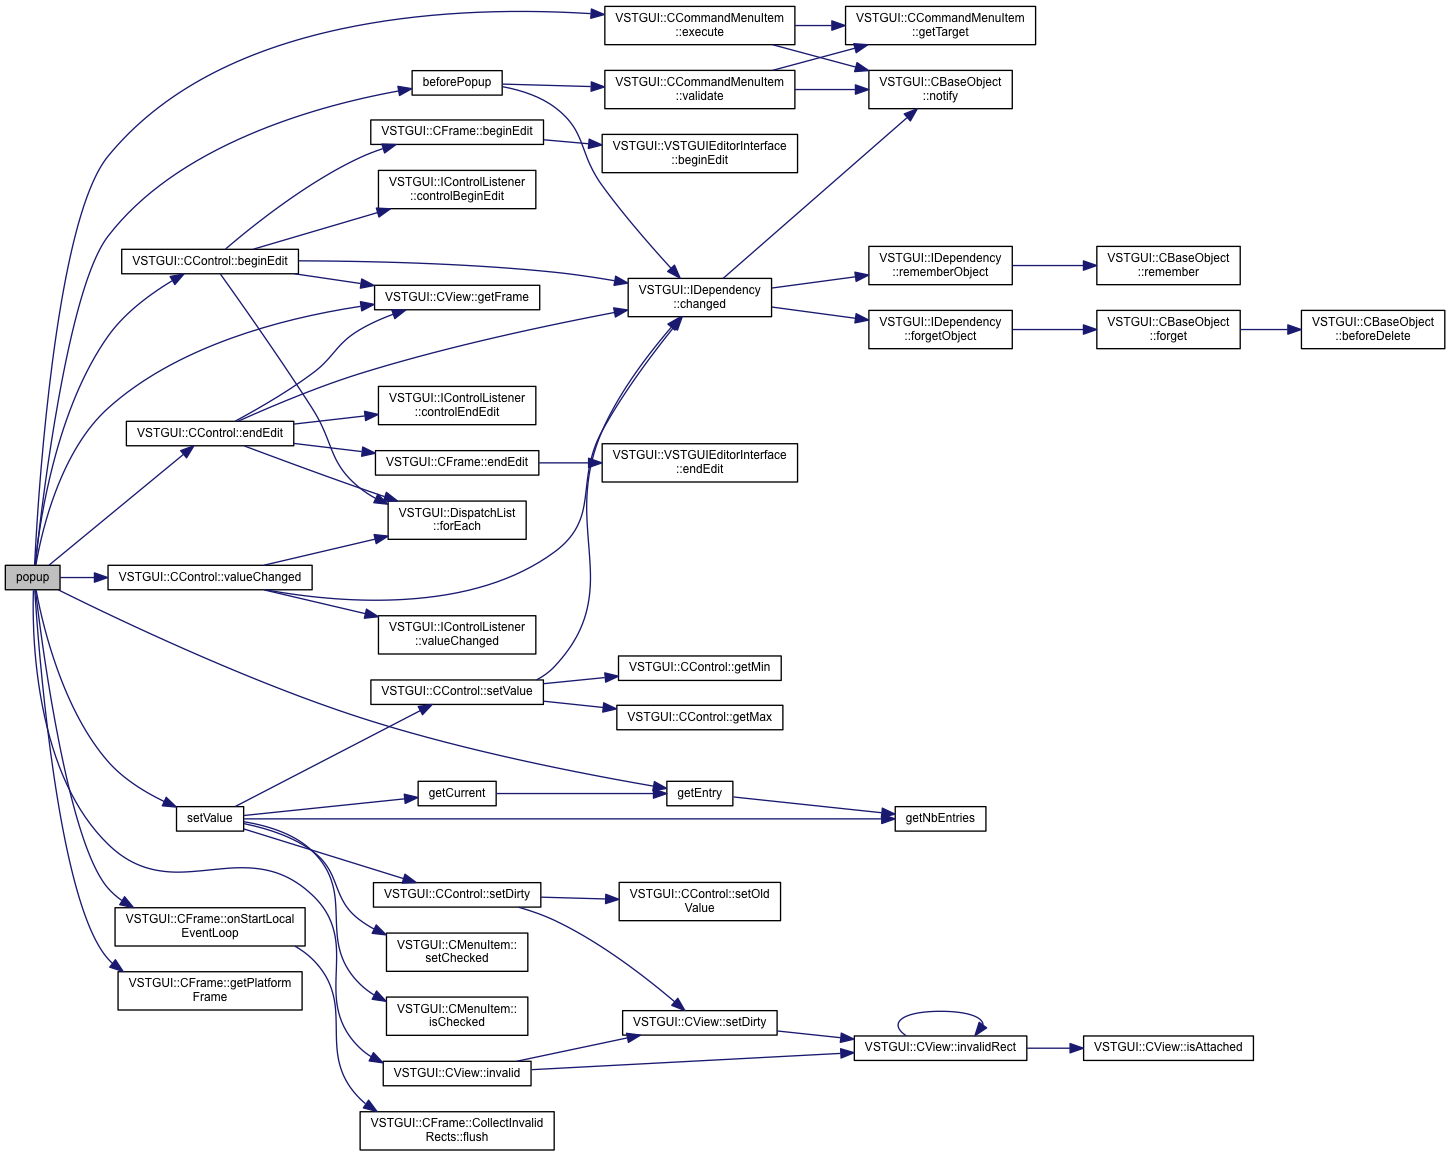 VSTGUI::CCommandMenuItem
::execute
VSTGUI::CCommandMenuItem
::getTarget
beforePopup
VSTGUI::CCommandMenuItem
::validate
VSTGUI::CBaseObject
::notify
VSTGUI::CFrame::beginEdit
VSTGUI::VSTGUIEditorInterface
::beginEdit
VSTGUI::IControlListener
::controlBeginEdit
VSTGUI::CControl::beginEdit
VSTGUI::CView::getFrame
VSTGUI::IDependency
::changed
VSTGUI::IDependency
::rememberObject
VSTGUI::CBaseObject
::remember
VSTGUI::IDependency
::forgetObject
VSTGUI::CBaseObject
::forget
VSTGUI::CBaseObject
::beforeDelete
VSTGUI::IControlListener
::controlEndEdit
VSTGUI::CControl::endEdit
VSTGUI::CFrame::endEdit
VSTGUI::VSTGUIEditorInterface
::endEdit
VSTGUI::DispatchList
::forEach
popup
VSTGUI::CControl::valueChanged
VSTGUI::IControlListener
::valueChanged
VSTGUI::CControl::setValue
VSTGUI::CControl::getMin
VSTGUI::CControl::getMax
setValue
getCurrent
getEntry
getNbEntries
VSTGUI::CControl::setDirty
VSTGUI::CControl::setOld
Value
VSTGUI::CFrame::onStartLocal
EventLoop
VSTGUI::CMenuItem::
setChecked
VSTGUI::CFrame::getPlatform
Frame
VSTGUI::CMenuItem::
isChecked
VSTGUI::CView::setDirty
VSTGUI::CView::invalidRect
VSTGUI::CView::isAttached
VSTGUI::CView::invalid
VSTGUI::CFrame::CollectInvalid
Rects::flush